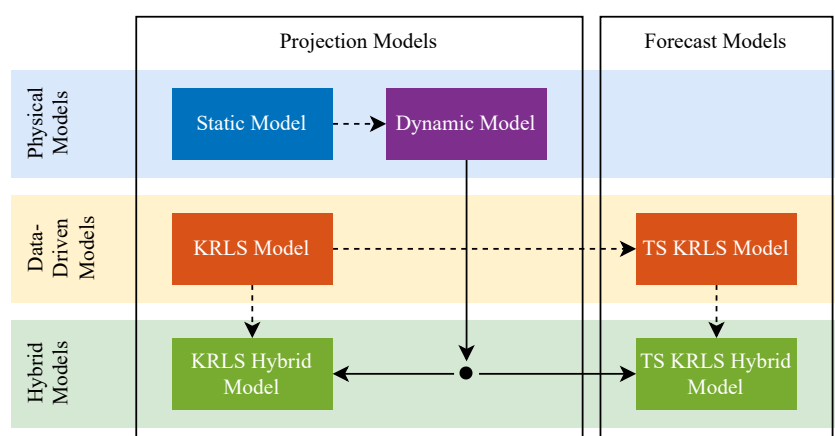 Projection Models
Forecast Models
Physical
Models
Static Model
Dynamic Model
Data-
Driven
Models
KRLS Model
TS KRLS Model
Hybrid
Models
KRLS Hybrid
Model
TS KRLS Hybrid
Model